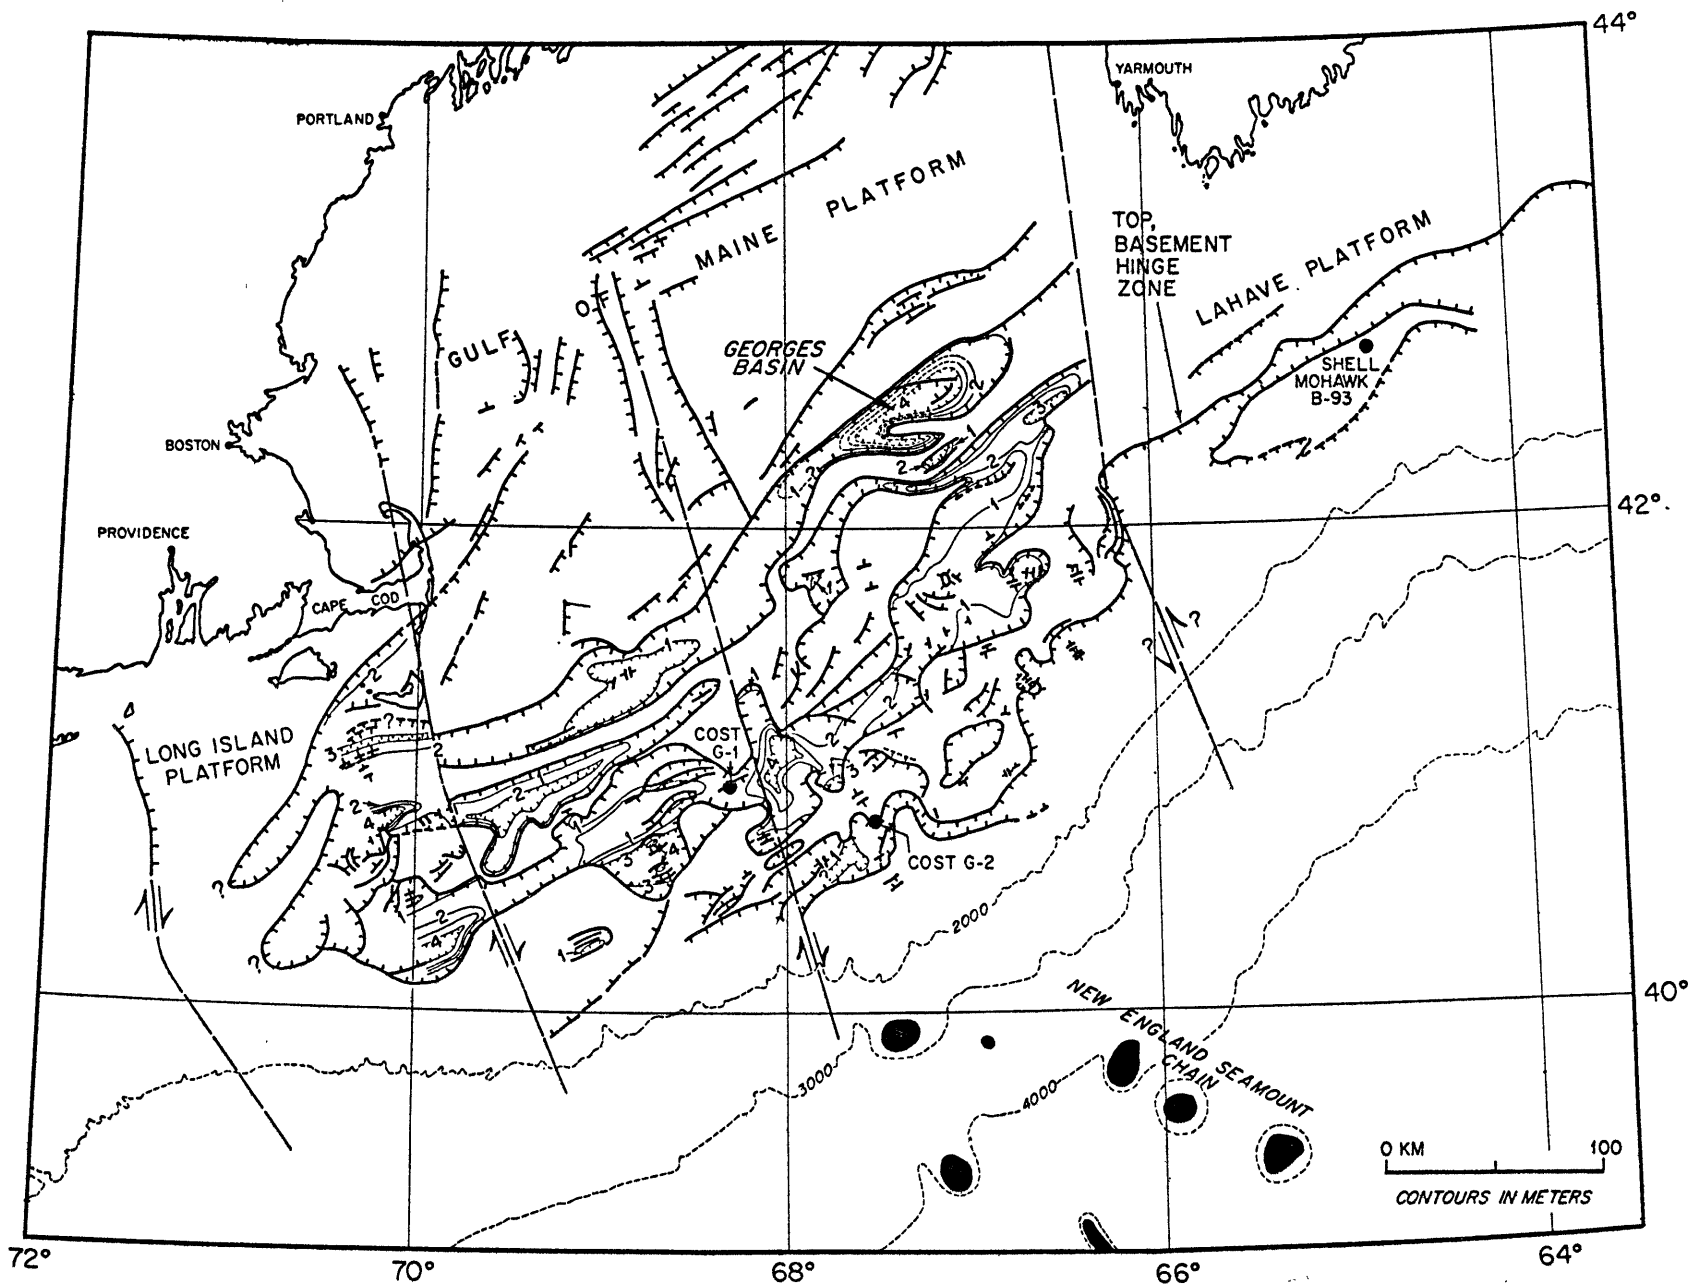 44°
YARMOUTH
PORTLAND
MAINE PLATFORM
TOP,
BASEMENT
HINGE
ZONE
LAHAVE PLATFORM
GULF OF
GEORGES
BASIN
SHELL
MOHAWK
B-93
BOSTON
42°
PROVIDENCE
CAPE COD
LONG ISLAND
PLATFORM
COST
G-1
COST G-2
2000
40°
NEW ENGLAND SEAMOUNT
CHAIN
3000
4000
0 KM 100
CONTOURS IN METERS
72°
70°
68°
66°
64°